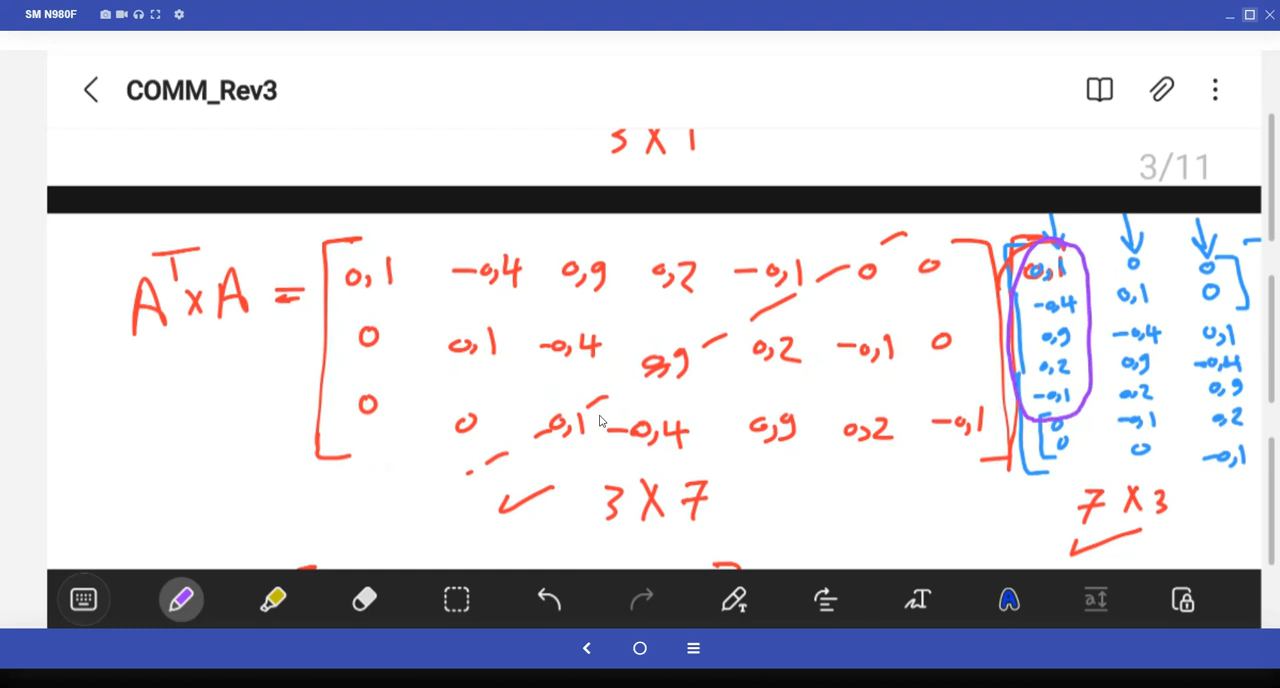 SM N980F
COMM_Rev3
5 X 1
3/11
Aᵀ x A =
0,1 -0,4 0,9 0,2 -0,1 0 0
0 0,1 -0,4 0,9 0,2 -0,1 0
0 0 0,1 -0,4 0,9 0,2 -0,1
0,1 0 0
-0,4 0,1 0
0,9 -0,4 0,1
0,2 0,9 -0,4
-0,1 0,2 0,9
0 -0,1 0,2
0 0 -0,1
3 X 7
7 X 3